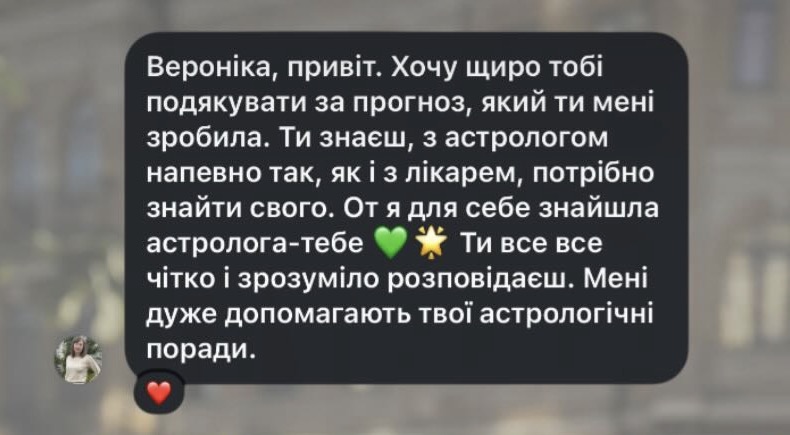 Вероніка, привіт. Хочу щиро тобі
подякувати за прогноз, який ти мені
зробила. Ти знаєш, з астрологом
напевно так, як і з лікарем, потрібно
знайти свого. От я для себе знайшла
астролога-тебе 💚🌟 Ти все все
чітко і зрозуміло розповідаєш. Мені
дуже допомагають твої астрологічні
поради.
❤️